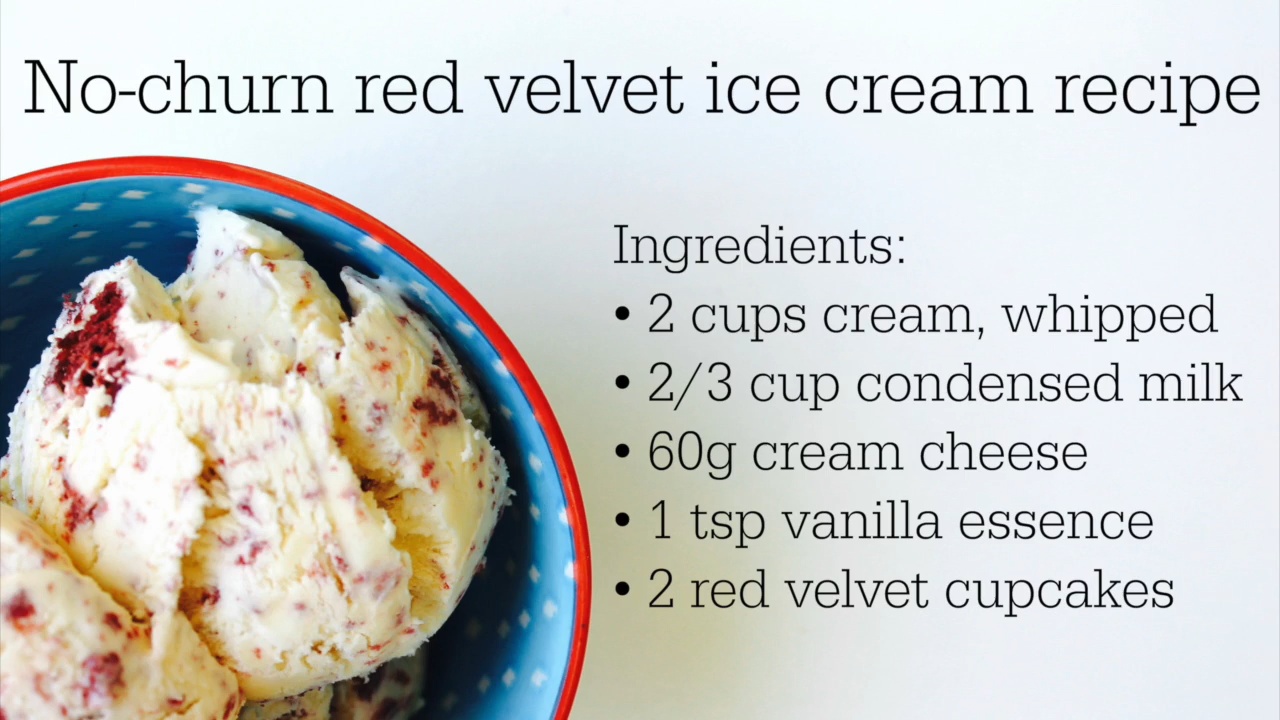 No-churn red velvet ice cream recipe
Ingredients:
• 2 cups cream, whipped
• 2/3 cup condensed milk
• 60g cream cheese
• 1 tsp vanilla essence
• 2 red velvet cupcakes